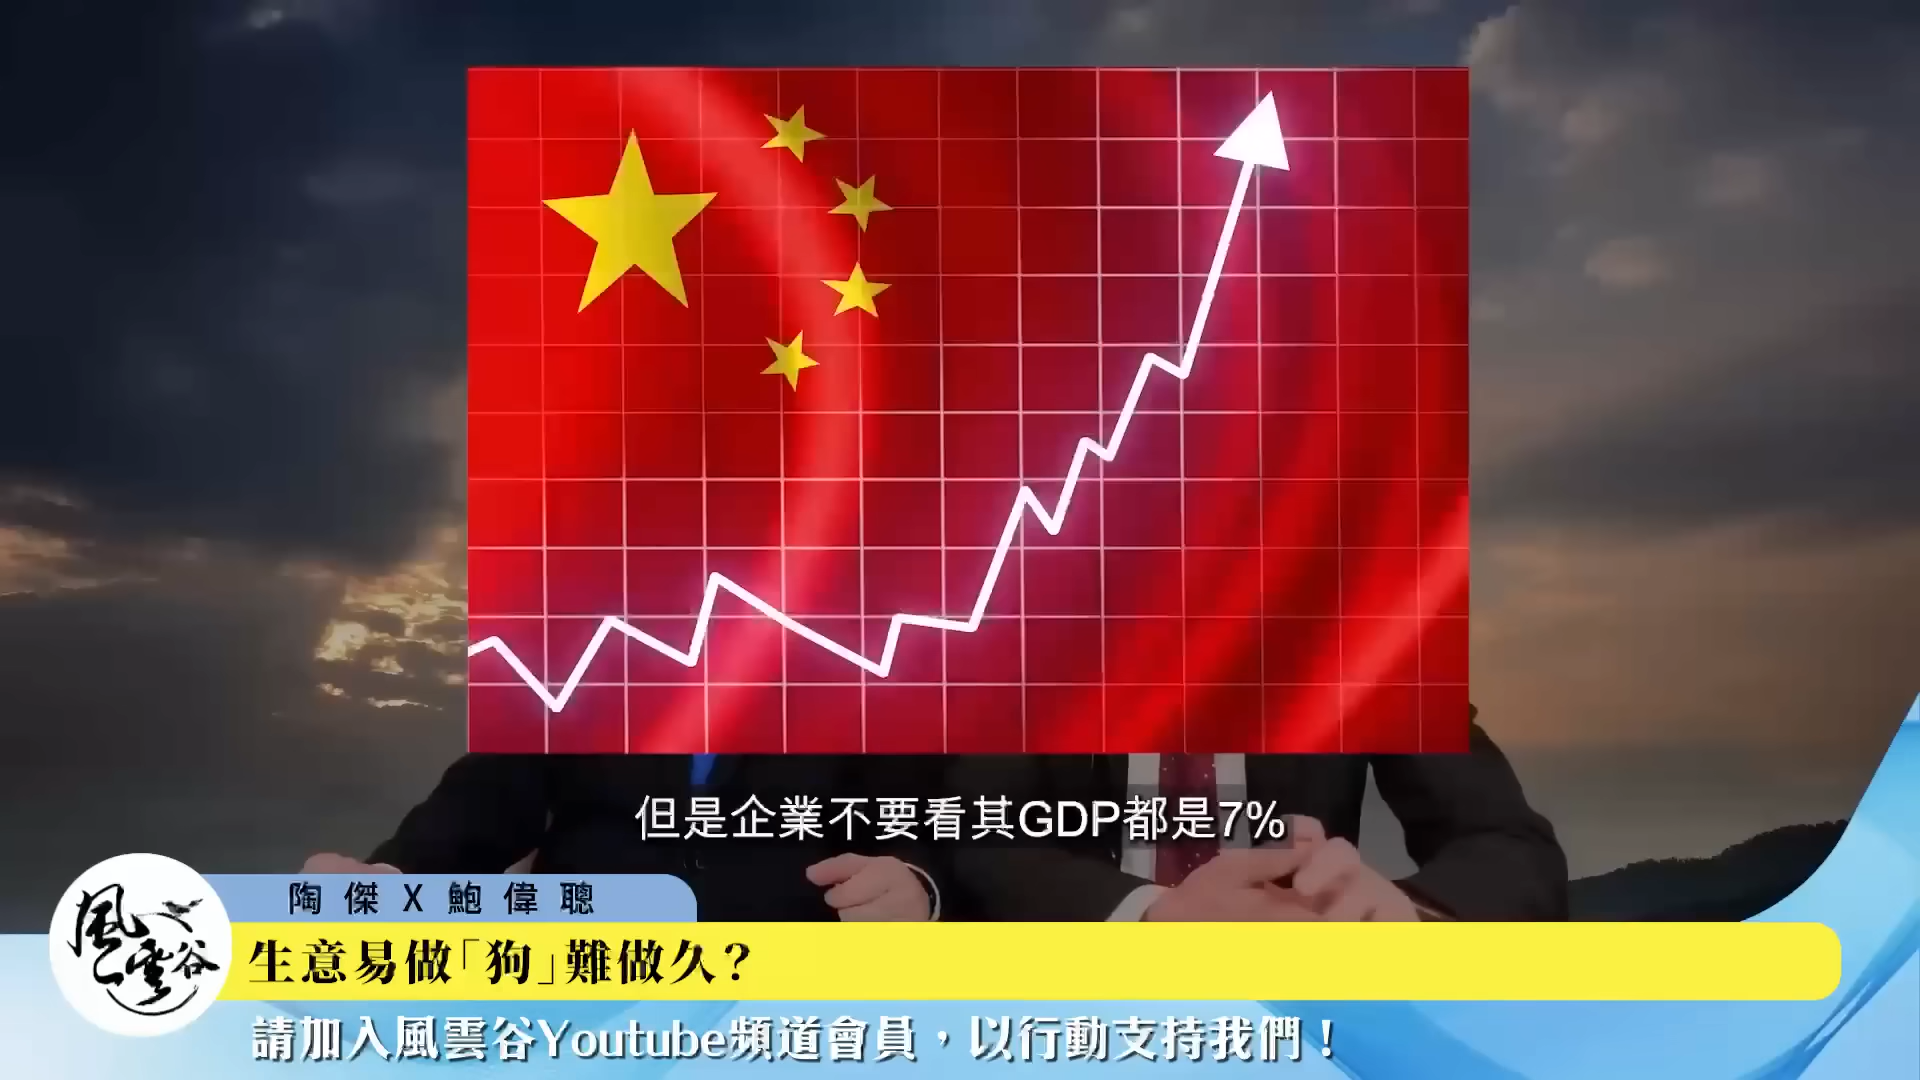 但是企業不要看其GDP都是7%
陶傑X鮑偉聰
風雲谷
生意易做「狗」難做久？
請加入風雲谷Youtube頻道會員，以行動支持我們！